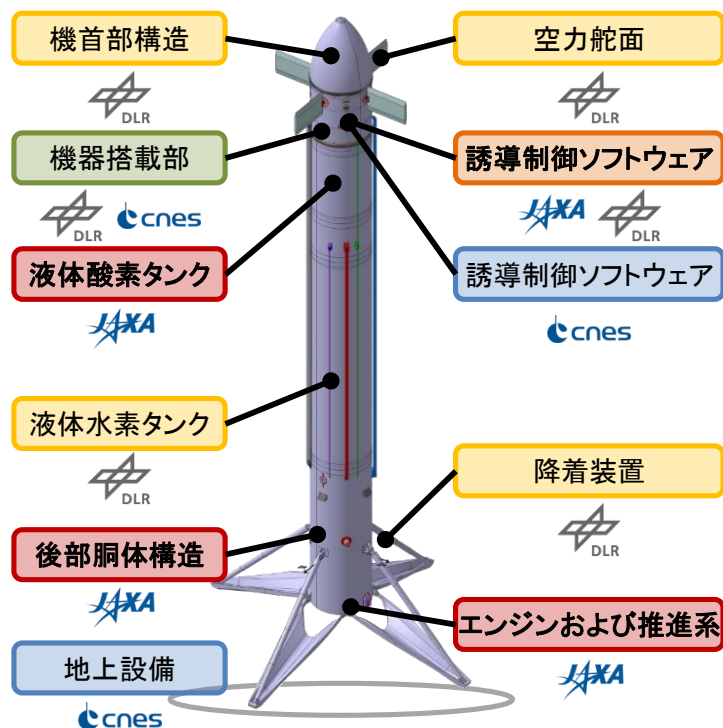 機首部構造
DLR
機器搭載部
DLR cnes
液体酸素タンク
JAXA
液体水素タンク
DLR
後部胴体構造
JAXA
地上設備
cnes
空力舵面
DLR
誘導制御ソフトウェア
JAXA DLR
誘導制御ソフトウェア
cnes
降着装置
DLR
エンジンおよび推進系
JAXA